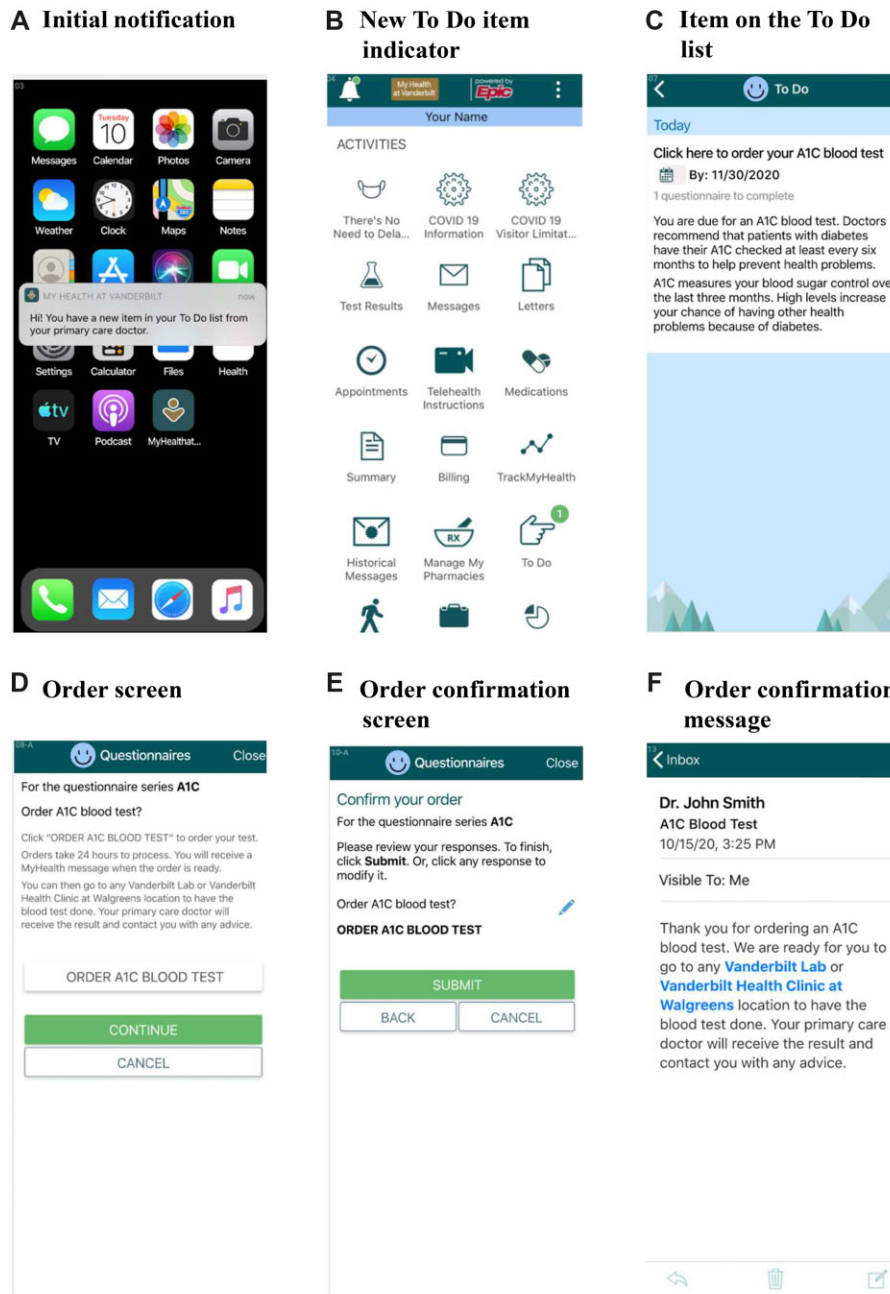 A Initial notification
03
Tuesday
10
Messages Calendar Photos Camera
Weather Clock Maps Notes
MY HEALTH AT VANDERBILT now
Hi! You have a new item in your To Do list from
your primary care doctor.
Settings Calculator Files Health
tv
TV Podcast MyHealthat...
B New To Do item
indicator
04
My Health
at Vanderbilt
powered by
Epic
Your Name
ACTIVITIES
There's No
Need to Dela...
COVID 19
Information
COVID 19
Visitor Limitat...
Test Results Messages Letters
Appointments
Telehealth
Instructions
Medications
Summary Billing TrackMyHealth
1
RX
Historical
Messages
Manage My
Pharmacies
To Do
C Item on the To Do
list
07
To Do
Today
Click here to order your A1C blood test
By: 11/30/2020
1 questionnaire to complete
You are due for an A1C blood test. Doctors
recommend that patients with diabetes
have their A1C checked at least every six
months to help prevent health problems.
A1C measures your blood sugar control ove
the last three months. High levels increase
your chance of having other health
problems because of diabetes.
D Order screen
08-A
Questionnaires Close
For the questionnaire series A1C
Order A1C blood test?
Click "ORDER A1C BLOOD TEST" to order your test.
Orders take 24 hours to process. You will receive a
MyHealth message when the order is ready.
You can then go to any Vanderbilt Lab or Vanderbilt
Health Clinic at Walgreens location to have the
blood test done. Your primary care doctor will
receive the result and contact you with any advice.
ORDER A1C BLOOD TEST
CONTINUE
CANCEL
E Order confirmation
screen
10-A
Questionnaires Close
Confirm your order
For the questionnaire series A1C
Please review your responses. To finish,
click Submit. Or, click any response to
modify it.
Order A1C blood test?
ORDER A1C BLOOD TEST
SUBMIT
BACK CANCEL
F Order confirmation
message
13
Inbox
Dr. John Smith
A1C Blood Test
10/15/20, 3:25 PM
Visible To: Me
Thank you for ordering an A1C
blood test. We are ready for you to
go to any Vanderbilt Lab or
Vanderbilt Health Clinic at
Walgreens location to have the
blood test done. Your primary care
doctor will receive the result and
contact you with any advice.